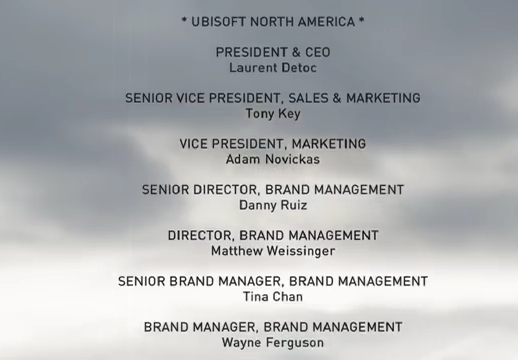 * UBISOFT NORTH AMERICA *
PRESIDENT & CEO
Laurent Detoc
SENIOR VICE PRESIDENT, SALES & MARKETING
Tony Key
VICE PRESIDENT, MARKETING
Adam Novickas
SENIOR DIRECTOR, BRAND MANAGEMENT
Danny Ruiz
DIRECTOR, BRAND MANAGEMENT
Matthew Weissinger
SENIOR BRAND MANAGER, BRAND MANAGEMENT
Tina Chan
BRAND MANAGER, BRAND MANAGEMENT
Wayne Ferguson